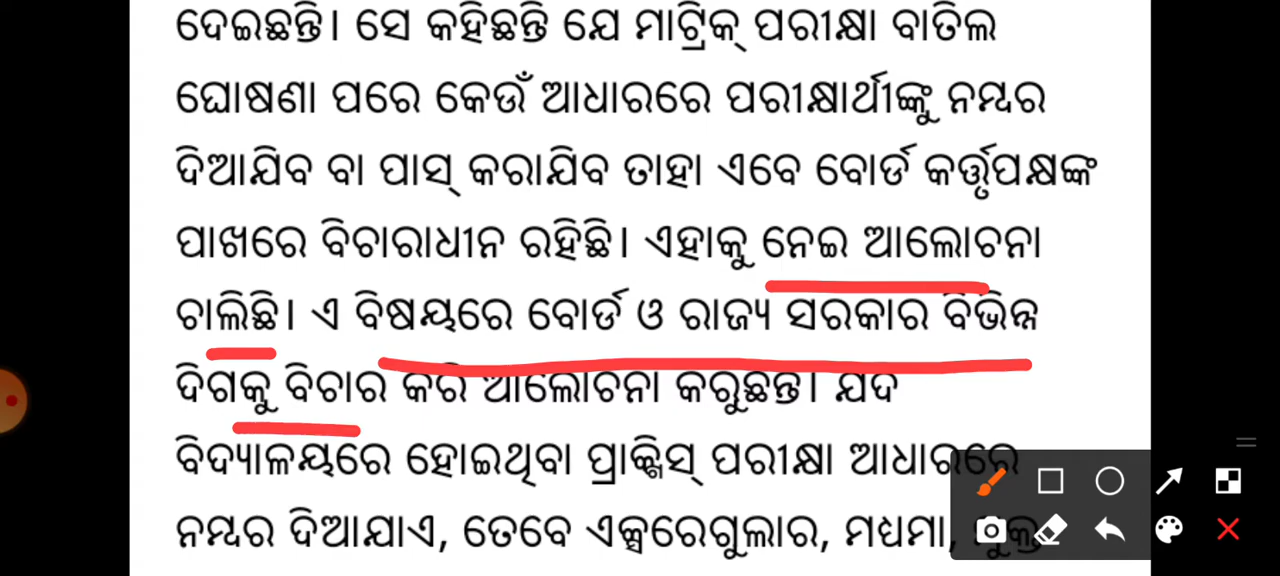 ଦେଇଛନ୍ତି। ସେ କହିଛନ୍ତି ଯେ ମାଟ୍ରିକ୍ ପରୀକ୍ଷା ବାତିଲ
ଘୋଷଣା ପରେ କେଉଁ ଆଧାରରେ ପରୀକ୍ଷାର୍ଥୀଙ୍କୁ ନମ୍ବର
ଦିଆଯିବ ବା ପାସ୍ କରାଯିବ ତାହା ଏବେ ବୋର୍ଡ କର୍ତ୍ତୃପକ୍ଷଙ୍କ
ପାଖରେ ବିଚାରାଧୀନ ରହିଛି। ଏହାକୁ ନେଇ ଆଲୋଚନା
ଚାଲିଛି। ଏ ବିଷୟରେ ବୋର୍ଡ ଓ ରାଜ୍ୟ ସରକାର ବିଭିନ୍ନ
ଦିଗକୁ ବିଚାର କରି ଆଲୋଚନା କରୁଛନ୍ତି। ଯଦି
ବିଦ୍ୟାଳୟରେ ହୋଇଥିବା ପ୍ରାକ୍ଟିସ୍ ପରୀକ୍ଷା ଆଧାରରେ
ନମ୍ବର ଦିଆଯାଏ, ତେବେ ଏକ୍ସରେଗୁଲାର, ମଧ୍ୟମା,